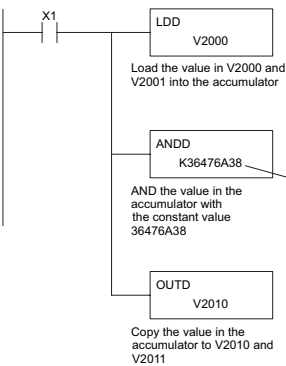 X1
LDD
V2000
Load the value in V2000 and
V2001 into the accumulator
ANDD
K36476A38
AND the value in the
accumulator with
the constant value
36476A38
OUTD
V2010
Copy the value in the
accumulator to V2010 and
V2011